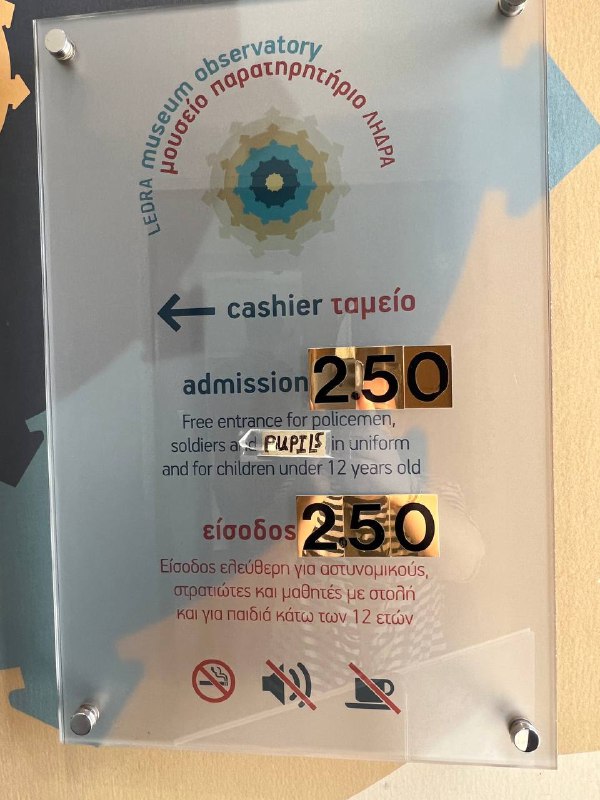 LEDRA museum observatory
μουσείο παρατηρητήριο ΛΗΔΡΑ
cashier ταμείο
admission 2.50
Free entrance for policemen,
soldiers and PUPILS in uniform
and for children under 12 years old
είσοδος 2.50
Είσοδος ελεύθερη για αστυνομικούς,
στρατιώτες και μαθητές με στολή
και για παιδιά κάτω των 12 ετών